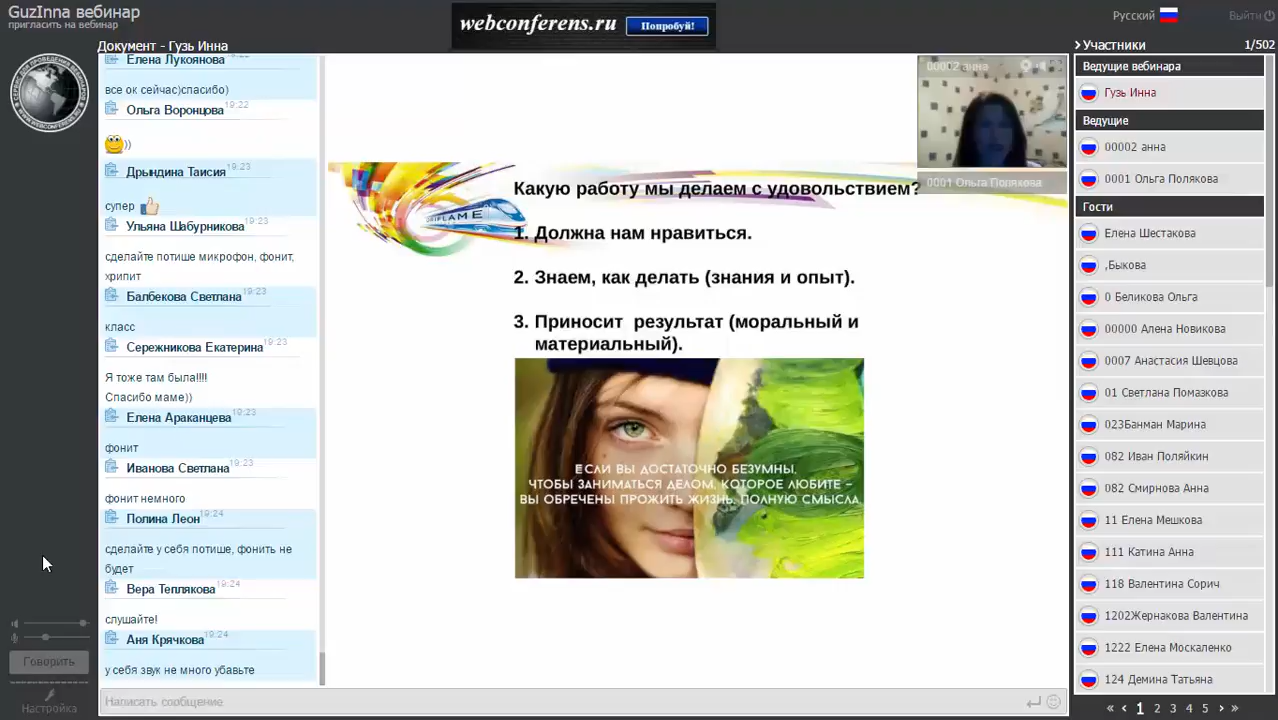 GuzInna вебинар
пригласить на вебинар
webconferens.ru Попробуй!
Русский
Выйти
Документ - Гузь Инна
Елена Лукоянова
все ок сейчас)спасибо)
Ольга Воронцова 19:22
))
Дрындина Таисия 19:23
супер
Ульяна Шабурникова 19:23
сделайте потише микрофон, фонит,
хрипит
Балбекова Светлана 19:23
класс
Сережникова Екатерина 19:23
Я тоже там была!!!!
Спасибо маме))
Елена Араканцева 19:23
фонит
Иванова Светлана 19:23
фонит немного
Полина Леон 19:24
сделайте у себя потише, фонить не
будет
Вера Теплякова 19:24
слушайте!
Аня Крячкова 19:24
у себя звук не много убавьте
Написать сообщение
Говорить
Настройка
00002 анна
0001 Ольга Полякова
ORIFLAME
Какую работу мы делаем с удовольствием?
1. Должна нам нравиться.
2. Знаем, как делать (знания и опыт).
3. Приносит результат (моральный и
материальный).
ЕСЛИ ВЫ ДОСТАТОЧНО БЕЗУМНЫ,
ЧТОБЫ ЗАНИМАТЬСЯ ДЕЛОМ, КОТОРОЕ ЛЮБИТЕ –
ВЫ ОБРЕЧЕНЫ ПРОЖИТЬ ЖИЗНЬ, ПОЛНУЮ СМЫСЛА
Участники 1/502
Ведущие вебинара
Гузь Инна
Ведущие
00002 анна
0001 Ольга Полякова
Гости
Елена Шестакова
,Быкова
0 Беликова Ольга
00000 Алена Новикова
0007 Анастасия Шевцова
01 Светлана Помазкова
023Банман Марина
082 Иван Поляйкин
082 Смирнова Анна
11 Елена Мешкова
111 Катина Анна
118 Валентина Сорич
1202Жернакова Валентина
1222 Елена Москаленко
124 Демина Татьяна
« ‹ 1 2 3 4 5 › »